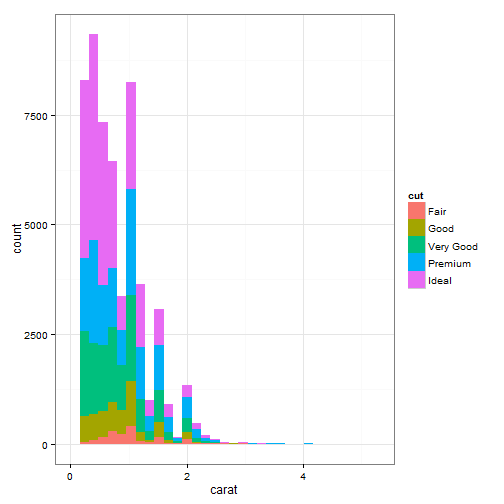 7500
5000
2500
0
count
0
2
4
carat
cut
Fair
Good
Very Good
Premium
Ideal